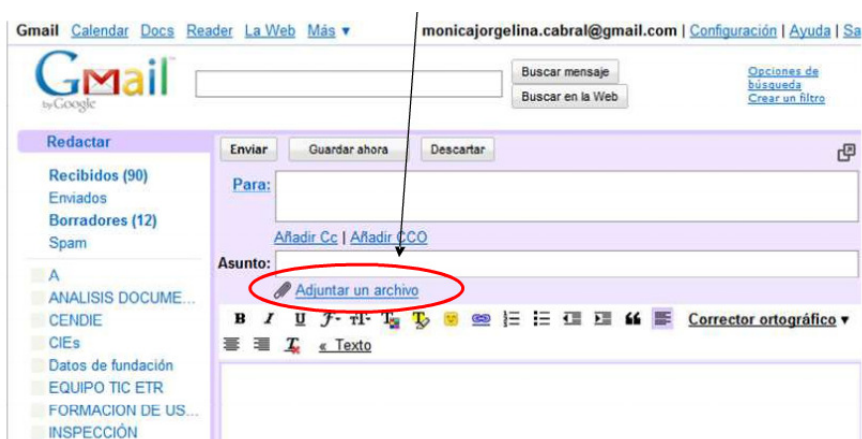 Gmail Calendar Docs Reader La Web Más ▼ monicajorgelina.cabral@gmail.com | Configuración | Ayuda | Sa
Gmail
by Google
Buscar mensaje
Buscar en la Web
Opciones de
búsqueda
Crear un filtro
Redactar
Recibidos (90)
Enviados
Borradores (12)
Spam
A
ANALISIS DOCUME...
CENDIE
CIEs
Datos de fundación
EQUIPO TIC ETR
FORMACION DE US...
INSPECCIÓN
Enviar Guardar ahora Descartar
Para:
Añadir Cc | Añadir CCO
Asunto:
Adjuntar un archivo
B I U Corrector ortográfico ▼
« Texto